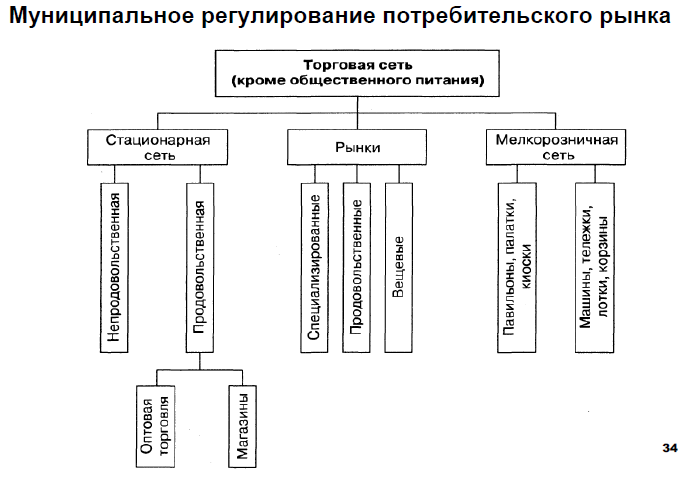 Муниципальное регулирование потребительского рынка
Торговая сеть
(кроме общественного питания)
Стационарная
сеть
Рынки
Мелкорозничная
сеть
Непродовольственная
Продовольственная
Специализированные
Продовольственные
Вещевые
Павильоны, палатки,
киоски
Машины, тележки,
лотки, корзины
Оптовая
торговля
Магазины
34